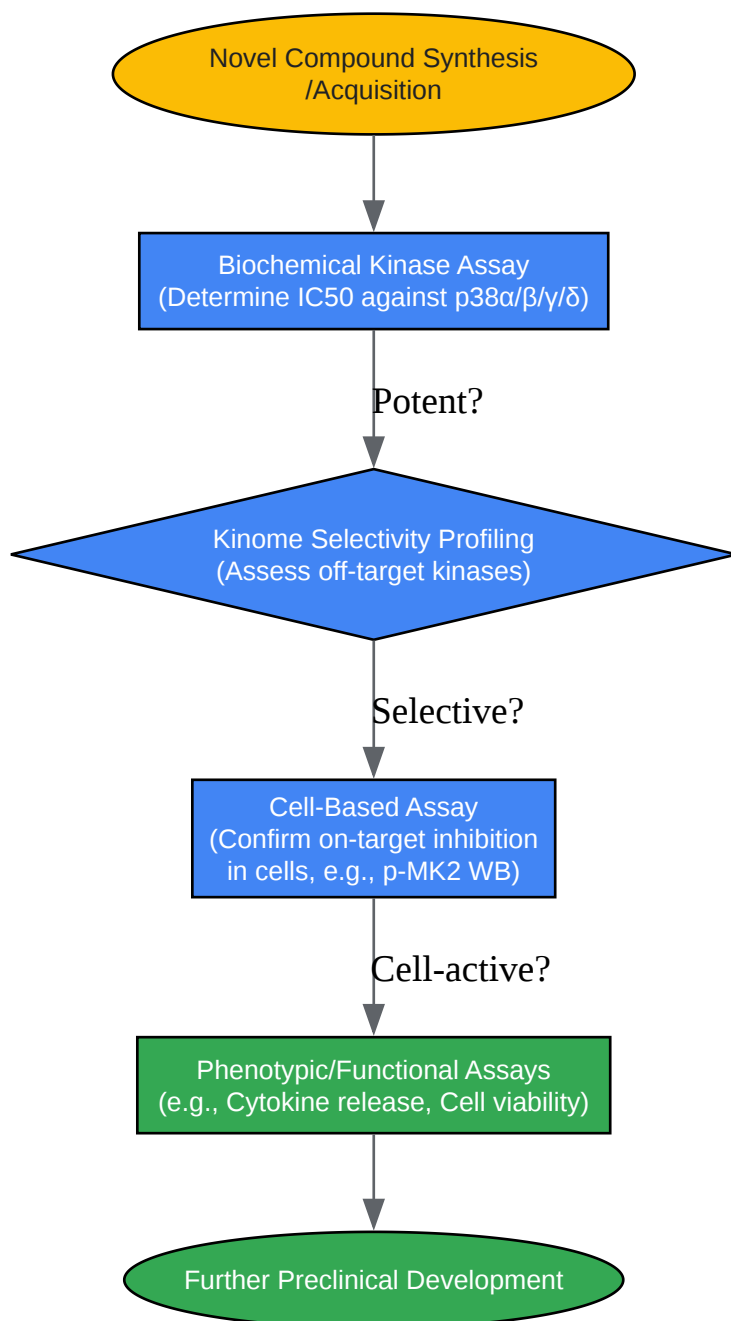 Novel Compound Synthesis
/Acquisition
Biochemical Kinase Assay
(Determine IC50 against p38α/β/γ/δ)
Potent?
Kinome Selectivity Profiling
(Assess off-target kinases)
Selective?
Cell-Based Assay
(Confirm on-target inhibition
in cells, e.g., p-MK2 WB)
Cell-active?
Phenotypic/Functional Assays
(e.g., Cytokine release, Cell viability)
Further Preclinical Development